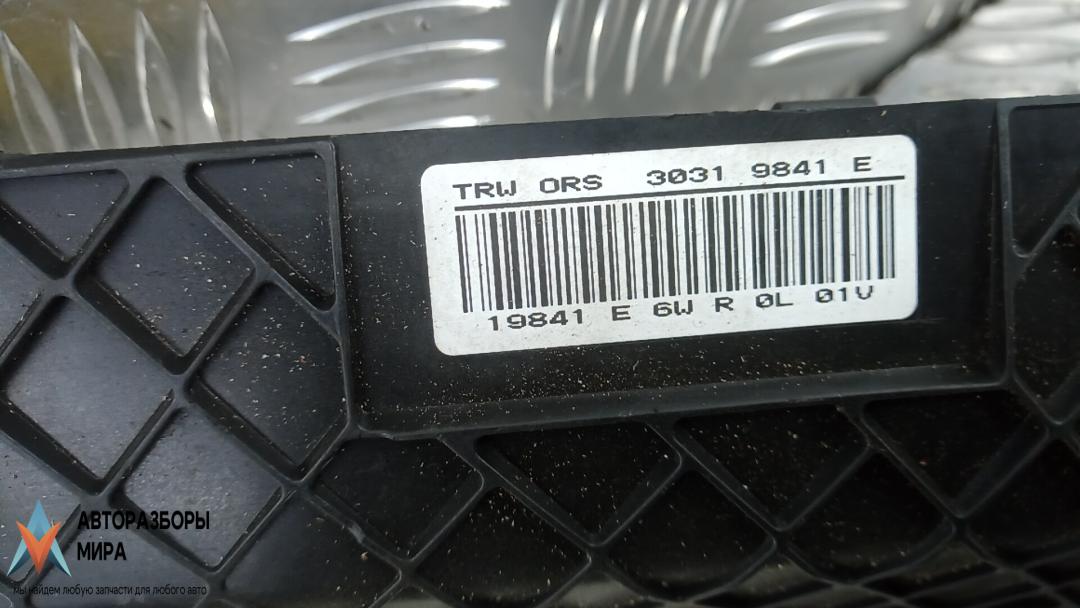 TRW ORS 3031 9841 E
19841 E 6W R 0L 01V
АВТОРАЗБОРЫ
МИРА
мы найдем любую запчасти для любого авто